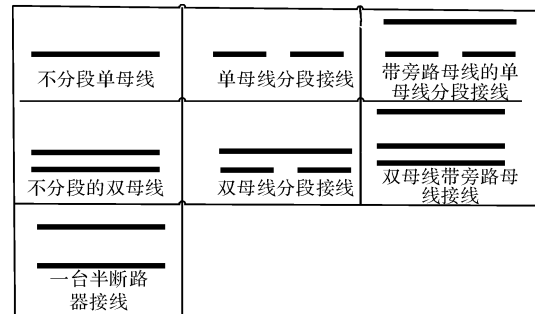 不分段单母线
单母线分段接线
带旁路母线的单
母线分段接线
不分段的双母线
双母线分段接线
双母线带旁路母
线接线
一台半断路
器接线